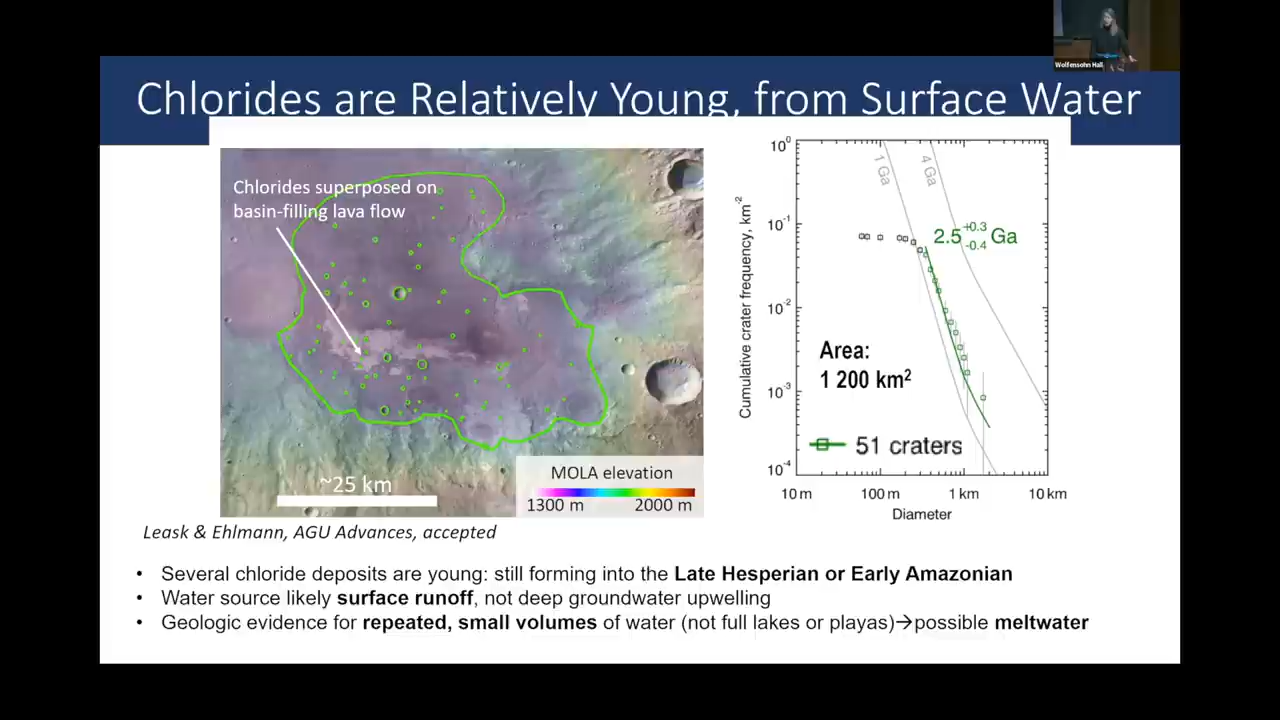 Wolfensohn Hall
Chlorides are Relatively Young, from Surface Water
Chlorides superposed on
basin-filling lava flow
~25 km
MOLA elevation
1300 m 2000 m
Cumulative crater frequency, km⁻²
10⁰
10⁻¹
10⁻²
10⁻³
10⁻⁴
1 Ga
4 Ga
2.5 +0.3 -0.4 Ga
Area:
1 200 km²
51 craters
10 m 100 m 1 km 10 km
Diameter
Leask & Ehlmann, AGU Advances, accepted
• Several chloride deposits are young: still forming into the Late Hesperian or Early Amazonian
• Water source likely surface runoff, not deep groundwater upwelling
• Geologic evidence for repeated, small volumes of water (not full lakes or playas)→possible meltwater